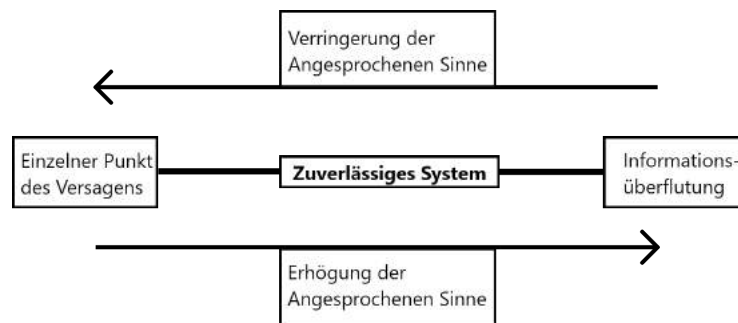 Verringerung der
Angesprochenen Sinne
Einzelner Punkt
des Versagens
Zuverlässiges System
Informations-
überflutung
Erhögung der
Angesprochenen Sinne